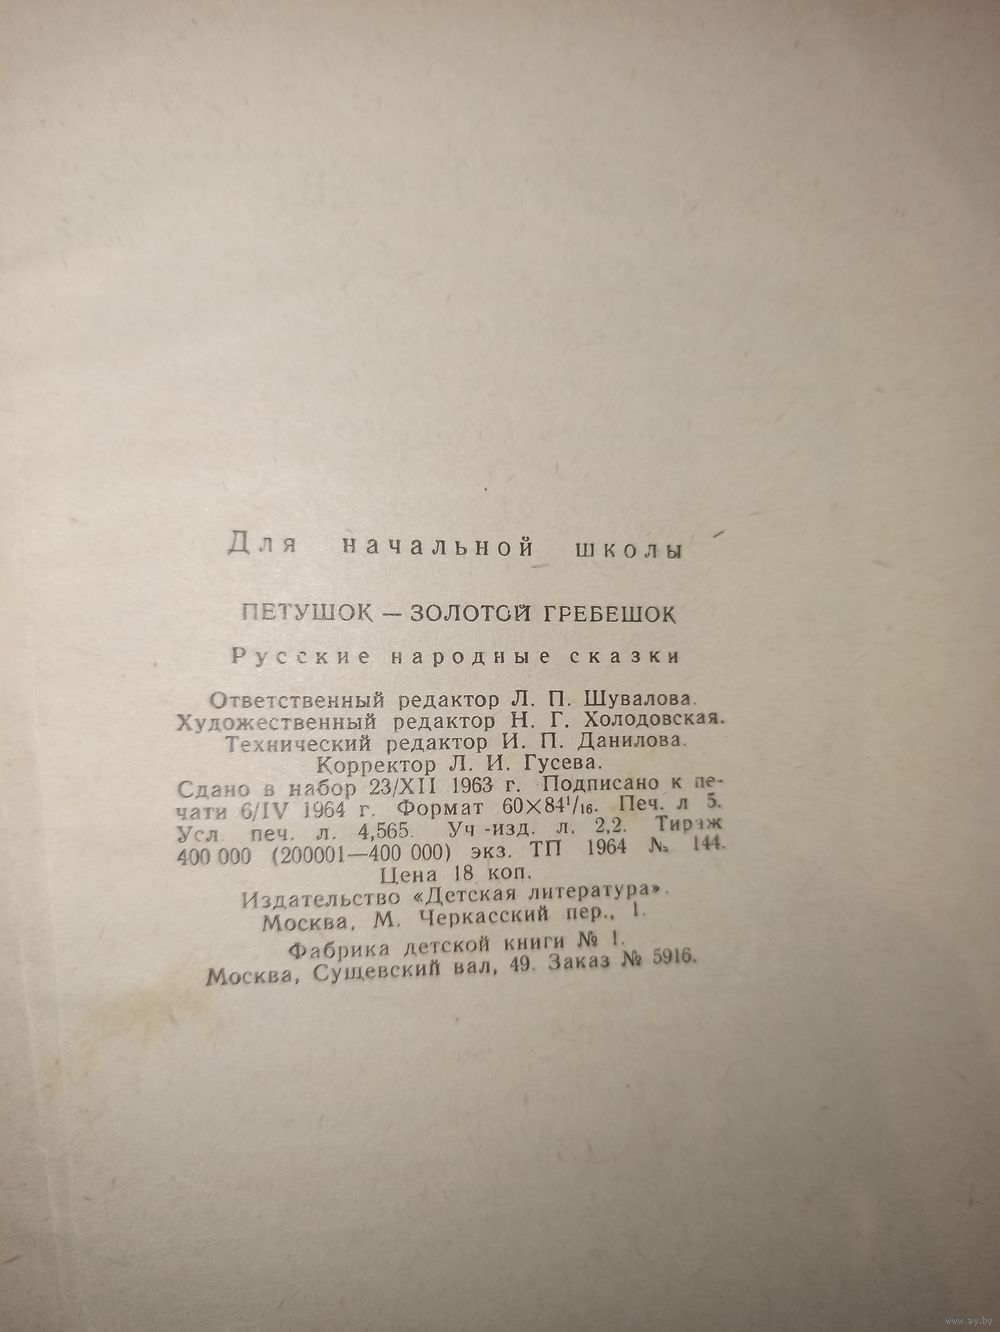 Для начальной школы
ПЕТУШОК — ЗОЛОТОЙ ГРЕБЕШОК
Русские народные сказки
Ответственный редактор Л. П. Шувалова.
Художественный редактор Н. Г. Холодовская.
Технический редактор И. П. Данилова.
Корректор Л. И. Гусева.
Сдано в набор 23/XII 1963 г. Подписано к пе-
чати 6/IV 1964 г. Формат 60×84¹/₁₆. Печ. л 5.
Усл. печ. л. 4,565. Уч-изд. л. 2,2. Тираж
400 000 (200001—400 000) экз. ТП 1964 № 144.
Цена 18 коп.
Издательство «Детская литература».
Москва, М. Черкасский пер., 1.
Фабрика детской книги № 1.
Москва, Сущевский вал, 49. Заказ № 5916.
www.ay.by